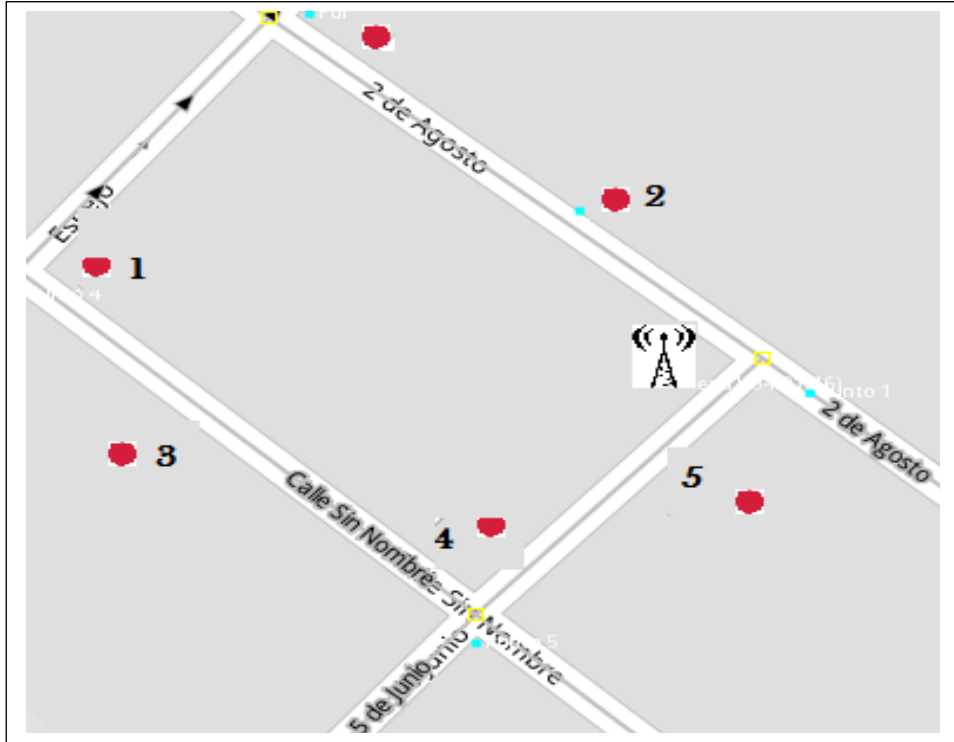 2 de Agosto
2
1
3
Calle Sin Nombre
4
5
Sin Nombre
2 de Agosto
5 de Junio